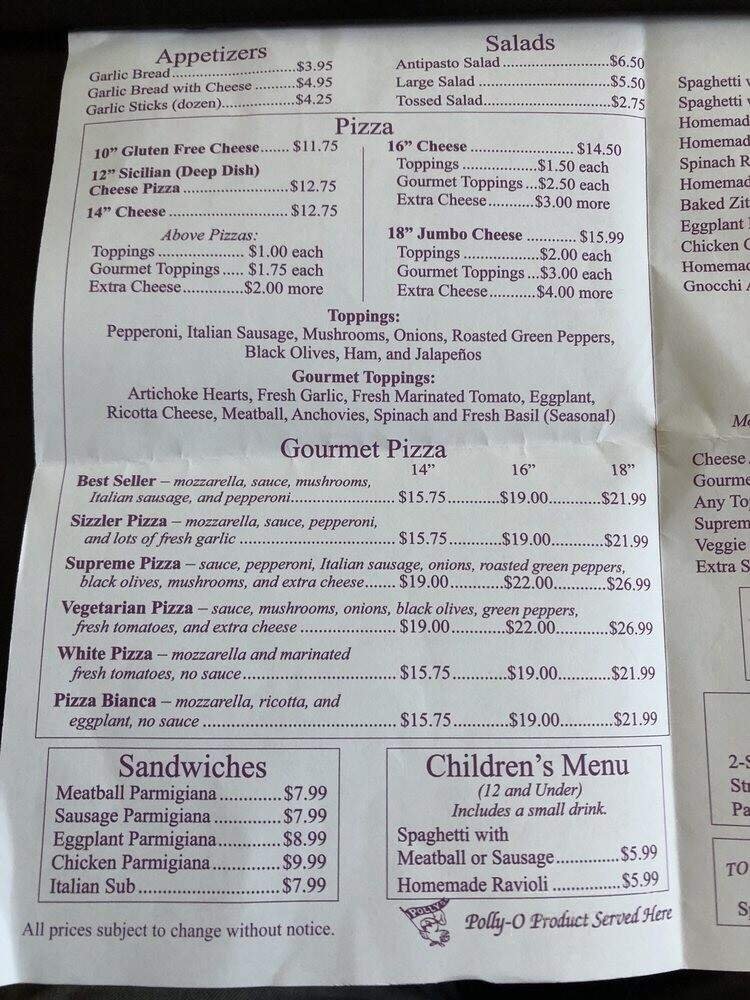 Appetizers
Garlic Bread..............................$3.95
Garlic Bread with Cheese .........$4.95
Garlic Sticks (dozen)..................$4.25
Salads
Antipasto Salad..........................$6.50
Large Salad ...............................$5.50
Tossed Salad..............................$2.75
Pizza
10” Gluten Free Cheese...... $11.75
12” Sicilian (Deep Dish)
Cheese Pizza .......................$12.75
14” Cheese .........................$12.75
Above Pizzas:
Toppings .................... $1.00 each
Gourmet Toppings ..... $1.75 each
Extra Cheese..............$2.00 more
16” Cheese ........................ $14.50
Toppings ..................$1.50 each
Gourmet Toppings ...$2.50 each
Extra Cheese...........$3.00 more
18” Jumbo Cheese ............ $15.99
Toppings ..................$2.00 each
Gourmet Toppings ...$3.00 each
Extra Cheese...........$4.00 more
Toppings:
Pepperoni, Italian Sausage, Mushrooms, Onions, Roasted Green Peppers,
Black Olives, Ham, and Jalapeños
Gourmet Toppings:
Artichoke Hearts, Fresh Garlic, Fresh Marinated Tomato, Eggplant,
Ricotta Cheese, Meatball, Anchovies, Spinach and Fresh Basil (Seasonal)
Gourmet Pizza
14” 16” 18”
Best Seller – mozzarella, sauce, mushrooms,
Italian sausage, and pepperoni......................... $15.75............$19.00............$21.99
Sizzler Pizza – mozzarella, sauce, pepperoni,
and lots of fresh garlic .................................... $15.75............$19.00............$21.99
Supreme Pizza – sauce, pepperoni, Italian sausage, onions, roasted green peppers,
black olives, mushrooms, and extra cheese....... $19.00............$22.00............$26.99
Vegetarian Pizza – sauce, mushrooms, onions, black olives, green peppers,
fresh tomatoes, and extra cheese ..................... $19.00............$22.00............$26.99
White Pizza – mozzarella and marinated
fresh tomatoes, no sauce................................... $15.75............$19.00............$21.99
Pizza Bianca – mozzarella, ricotta, and
eggplant, no sauce ........................................... $15.75............$19.00............$21.99
Sandwiches
Meatball Parmigiana .............$7.99
Sausage Parmigiana ..............$7.99
Eggplant Parmigiana..............$8.99
Chicken Parmigiana...............$9.99
Italian Sub..............................$7.99
Children’s Menu
(12 and Under)
Includes a small drink.
Spaghetti with
Meatball or Sausage.............$5.99
Homemade Ravioli ..............$5.99
All prices subject to change without notice.
Polly-O Product Served Here
Spaghetti
Spaghetti
Homemad
Homemad
Spinach R
Homemad
Baked Zit
Eggplant
Chicken C
Homemad
Gnocchi
Cheese
Gourme
Any To
Suprem
Veggie
Extra S
2-S
Str
Pa
TO
S